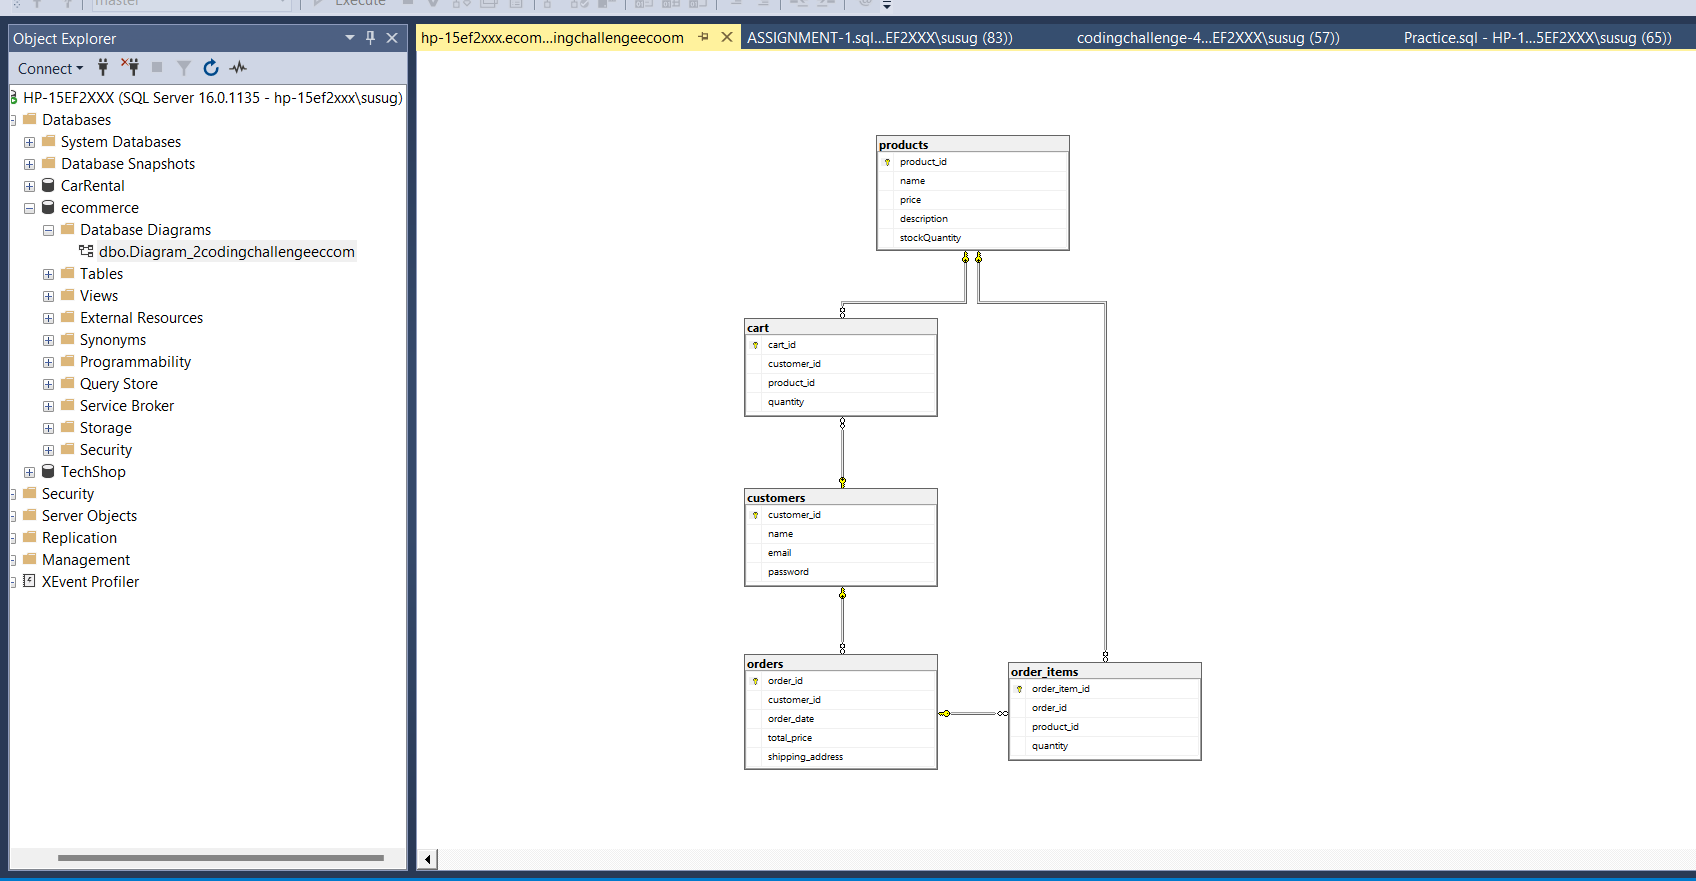 master
Execute
Object Explorer
Connect
HP-15EF2XXX (SQL Server 16.0.1135 - hp-15ef2xxx\susug)
Databases
System Databases
Database Snapshots
CarRental
ecommerce
Database Diagrams
dbo.Diagram_2codingchallengeeccom
Tables
Views
External Resources
Synonyms
Programmability
Query Store
Service Broker
Storage
Security
TechShop
Security
Server Objects
Replication
Management
XEvent Profiler
hp-15ef2xxx.ecom...ingchallengeecoom
ASSIGNMENT-1.sql...EF2XXX\susug (83))
codingchallenge-4...EF2XXX\susug (57))
Practice.sql - HP-1...5EF2XXX\susug (65))
products
product_id
name
price
description
stockQuantity
cart
cart_id
customer_id
product_id
quantity
customers
customer_id
name
email
password
orders
order_id
customer_id
order_date
total_price
shipping_address
order_items
order_item_id
order_id
product_id
quantity